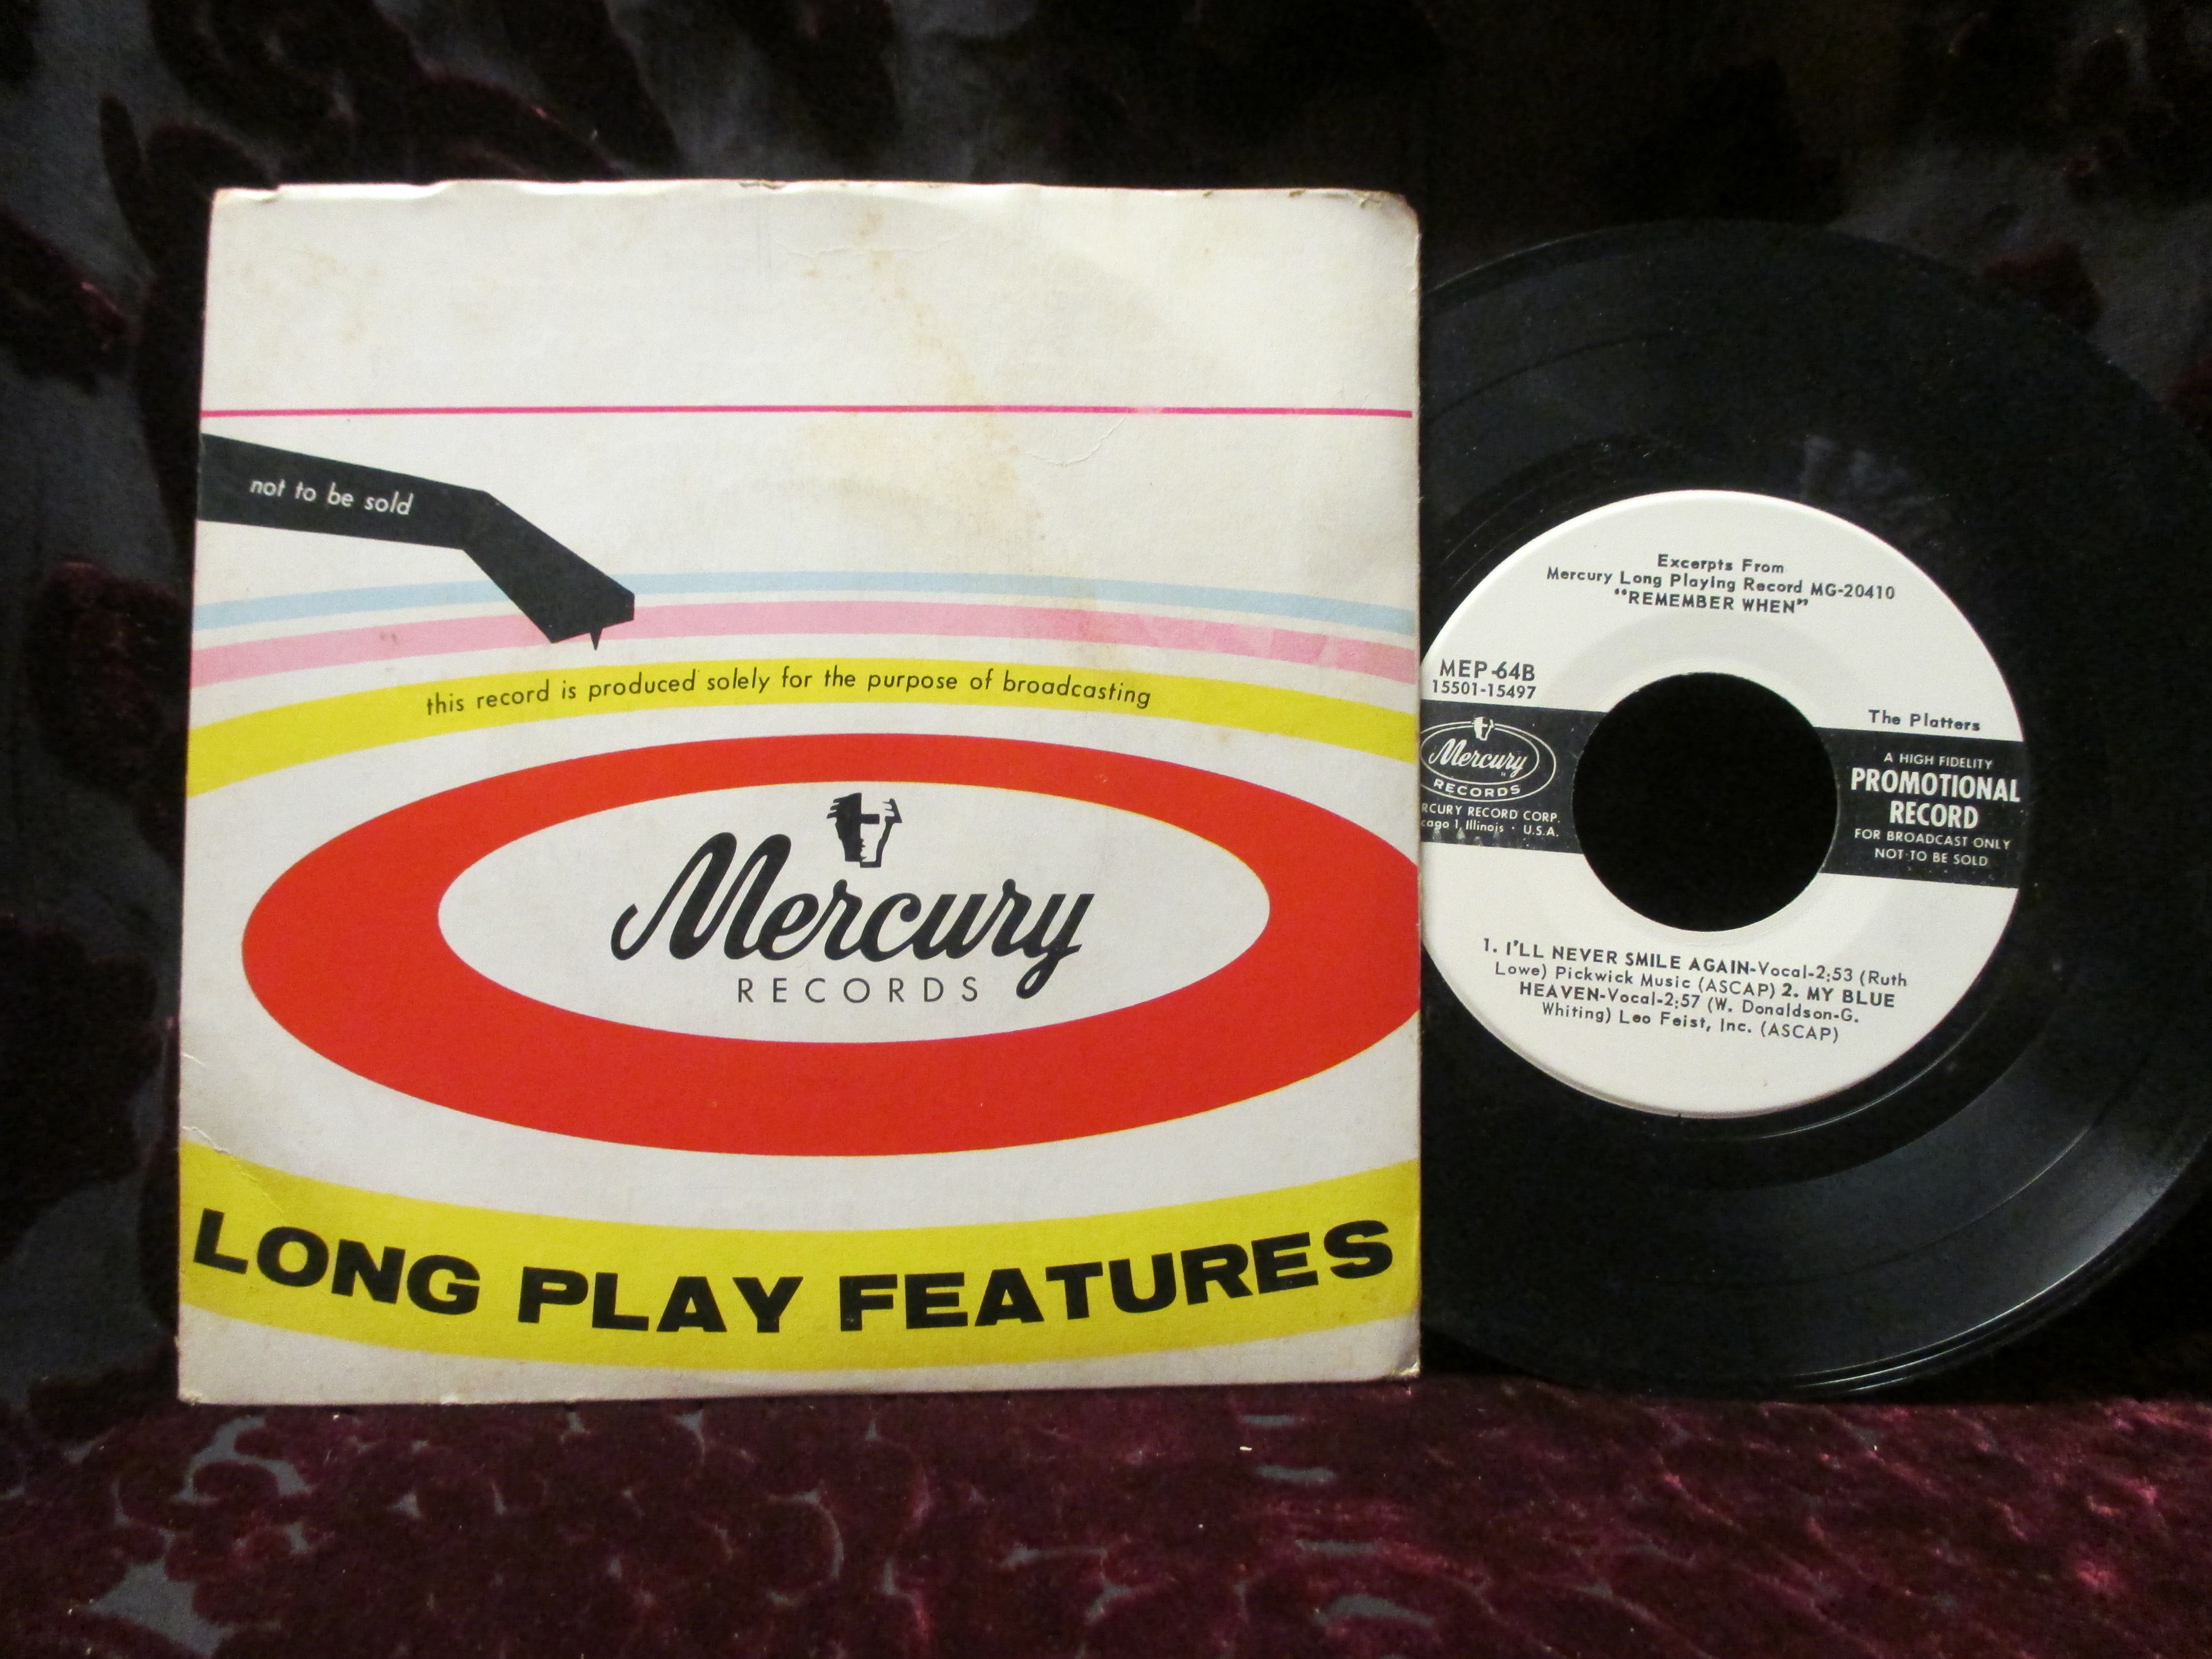 not to be sold
this record is produced solely for the purpose of broadcasting
Mercury
RECORDS
LONG PLAY FEATURES
Excerpts From
Mercury Long Playing Record MG-20410
“REMEMBER WHEN”
MEP-64B
15501-15497
The Platters
Mercury
RECORDS
RECORD CORP.
Illinois · U.S.A.
A HIGH FIDELITY
PROMOTIONAL
RECORD
FOR BROADCAST ONLY
NOT TO BE SOLD
1. I'LL NEVER SMILE AGAIN-Vocal-2:53 (Ruth
Lowe) Pickwick Music (ASCAP) 2. MY BLUE
HEAVEN-Vocal-2:57 (W. Donaldson-G.
Whiting) Leo Feist, Inc. (ASCAP)